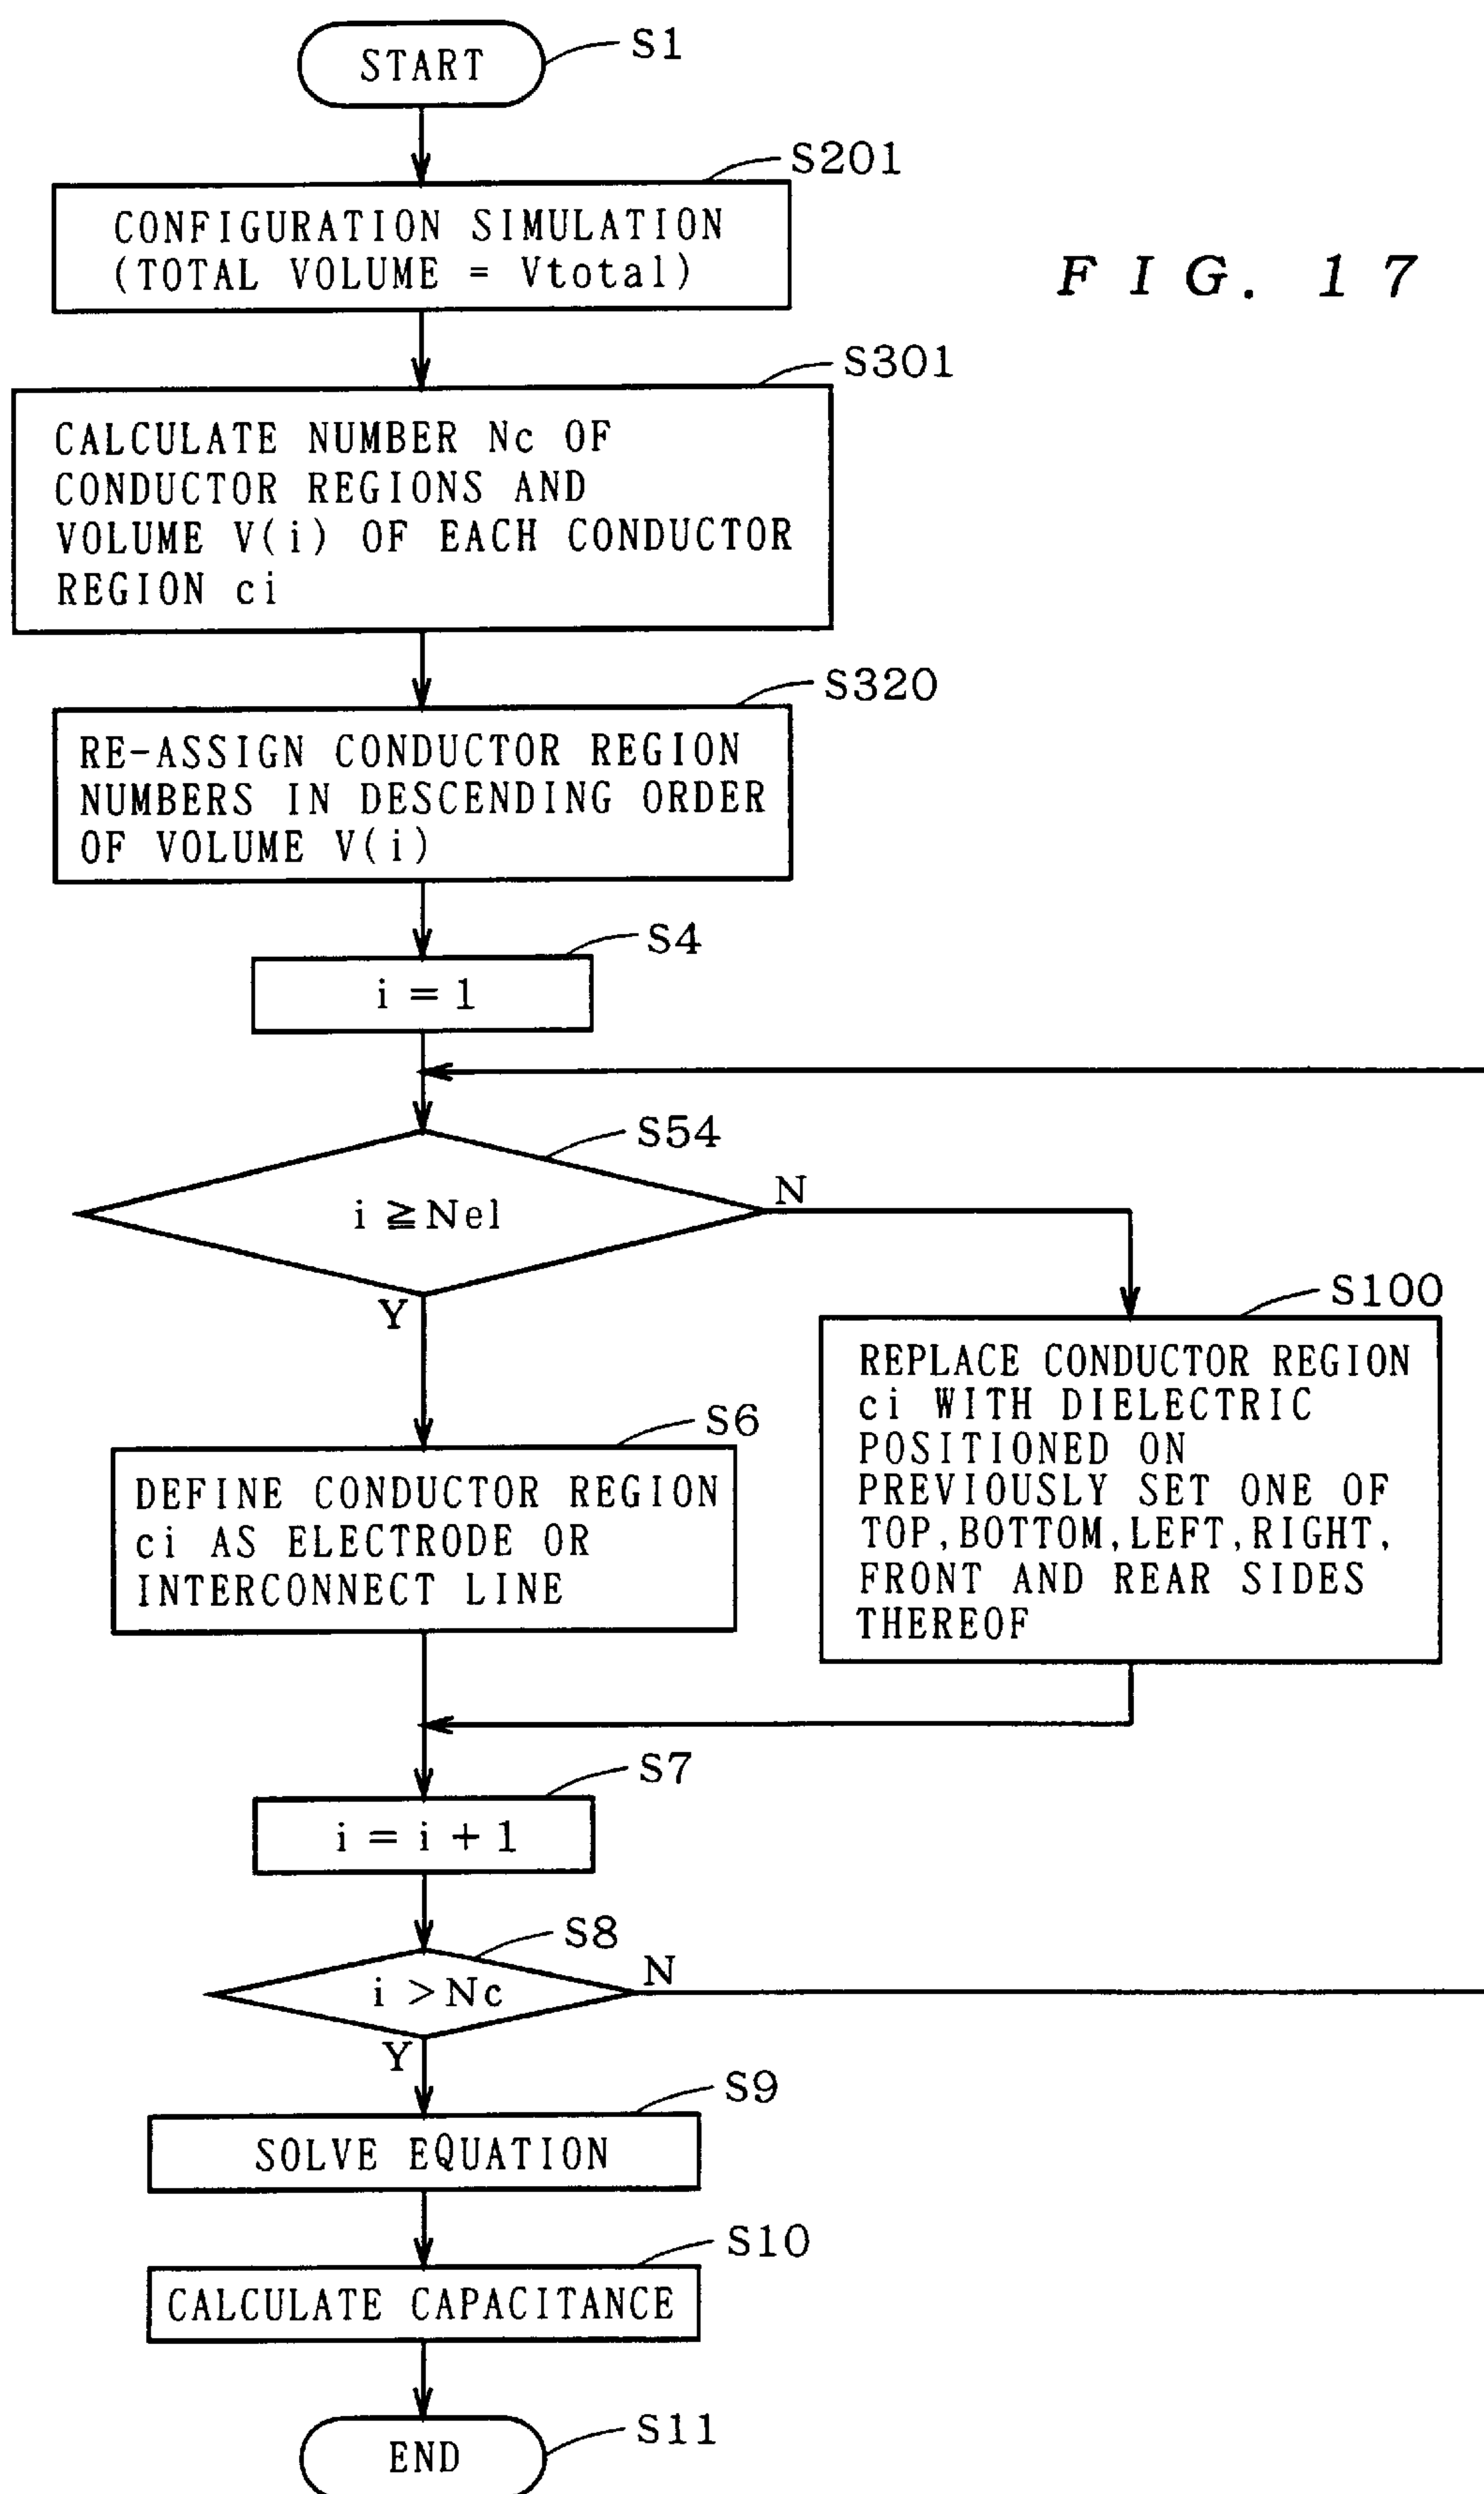 START
S1
S201
CONFIGURATION SIMULATION
(TOTAL VOLUME = Vtotal)
FIG. 17
S301
CALCULATE NUMBER Nc OF
CONDUCTOR REGIONS AND
VOLUME V(i) OF EACH CONDUCTOR
REGION ci
S320
RE-ASSIGN CONDUCTOR REGION
NUMBERS IN DESCENDING ORDER
OF VOLUME V(i)
S4
i = 1
S54
i ≧ Nel
N
Y
S100
REPLACE CONDUCTOR REGION
ci WITH DIELECTRIC
POSITIONED ON
PREVIOUSLY SET ONE OF
TOP,BOTTOM,LEFT,RIGHT,
FRONT AND REAR SIDES
THEREOF
S6
DEFINE CONDUCTOR REGION
ci AS ELECTRODE OR
INTERCONNECT LINE
S7
i = i + 1
S8
i > Nc
N
Y
S9
SOLVE EQUATION
S10
CALCULATE CAPACITANCE
S11
END